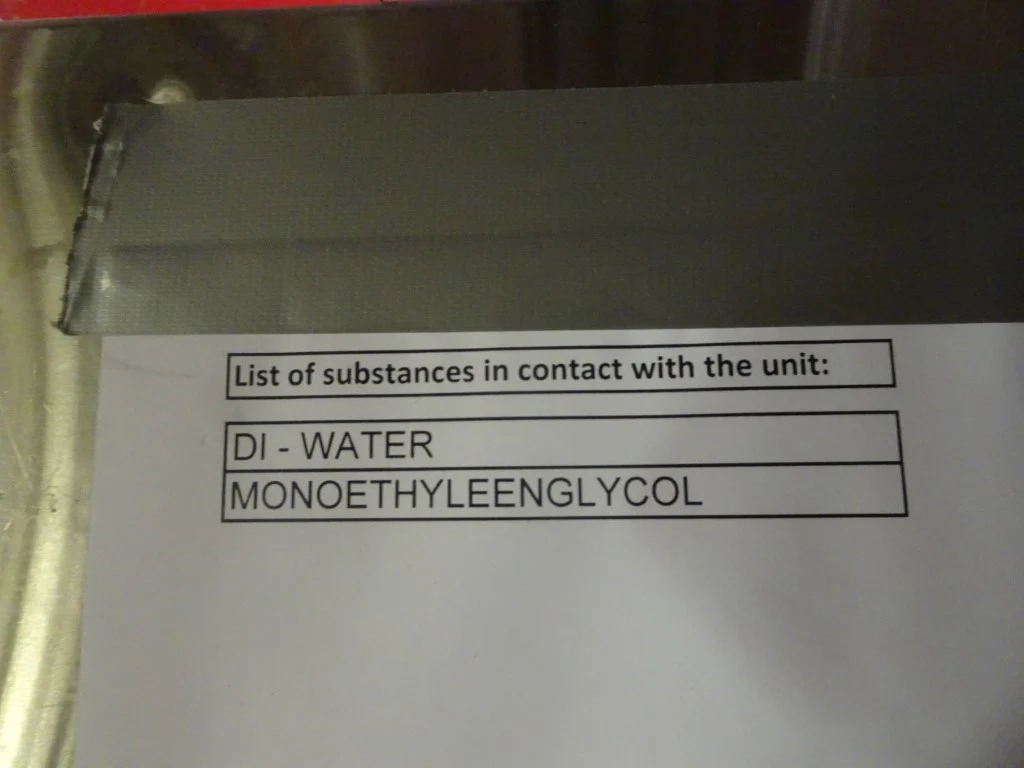 List of substances in contact with the unit:
DI - WATER
MONOETHYLEENGLYCOL